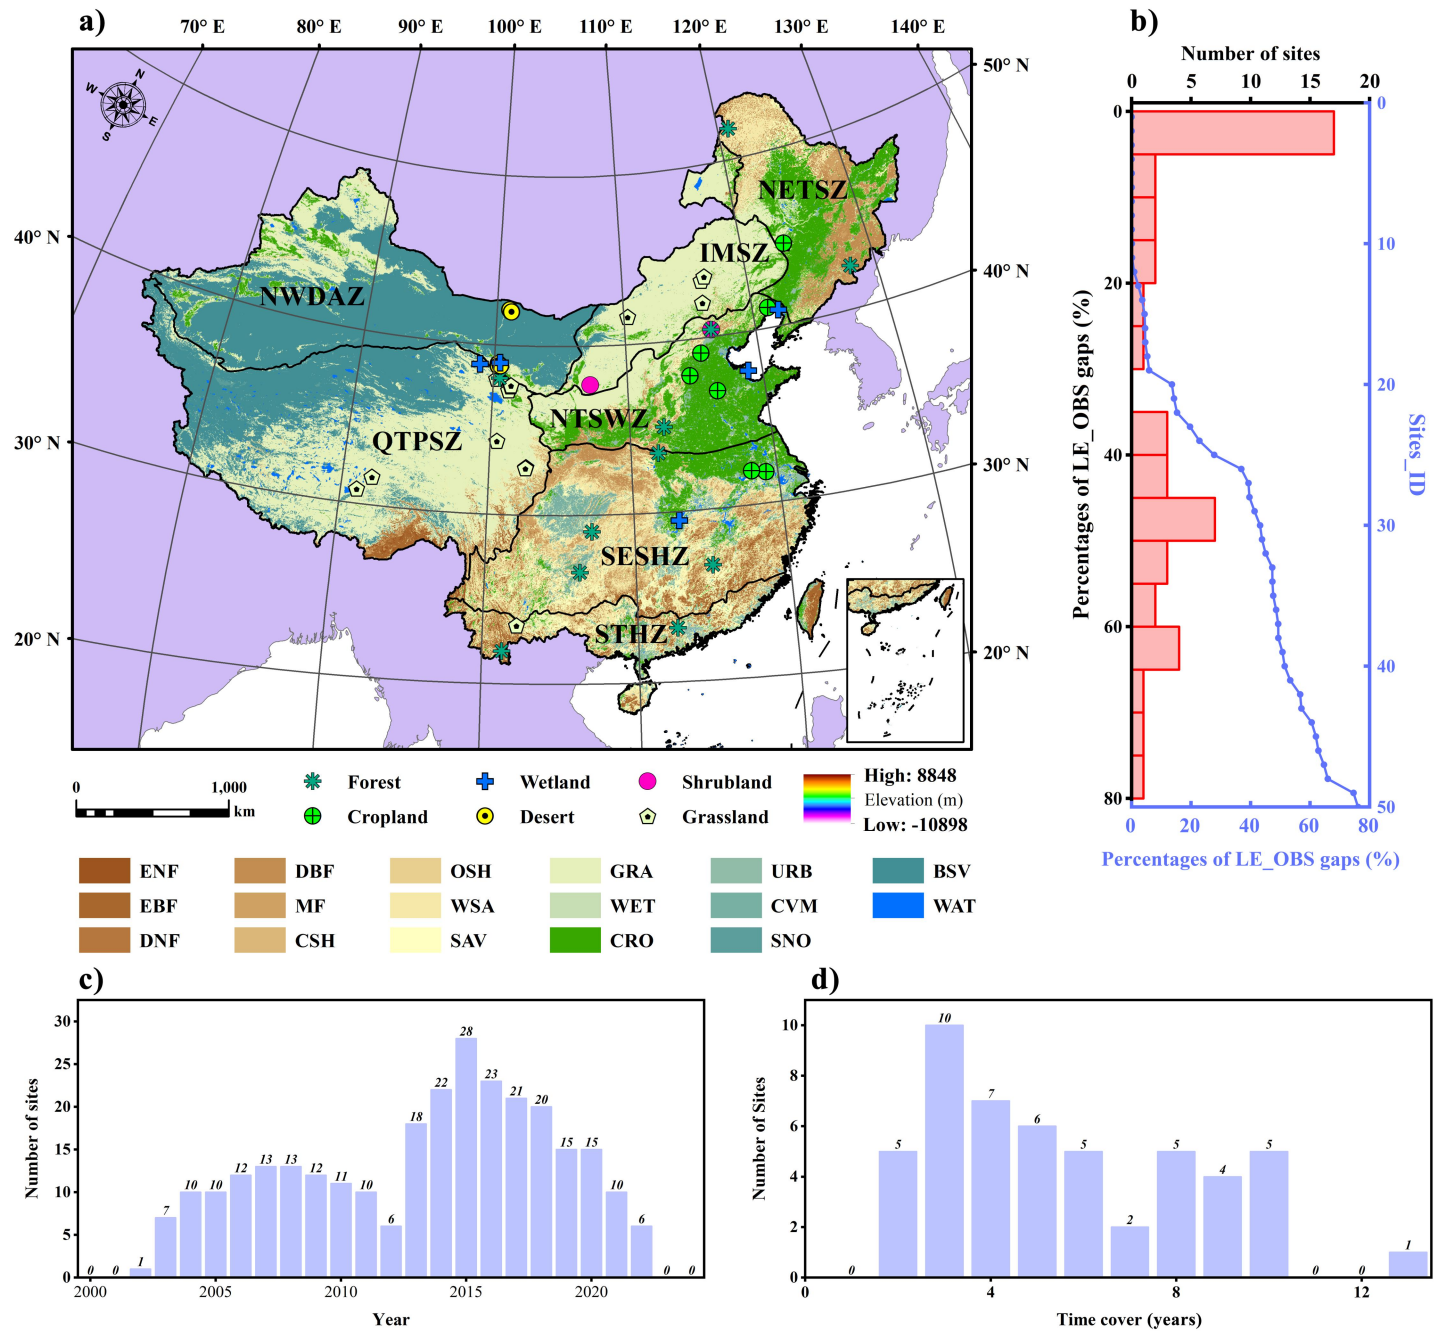 a)
70° E 80° E 90° E 100° E 110° E 120° E 130° E 140° E
50° N
40° N
40° N
30° N
30° N
20° N
20° N
N
W
E
S
NETSZ
IMSZ
NWDAZ
NTSWZ
QTPSZ
SESHZ
STHZ
0 1,000
km
Forest Wetland Shrubland
Cropland Desert Grassland
High: 8848
Elevation (m)
Low: -10898
ENF DBF OSH GRA URB BSV
EBF MF WSA WET CVM WAT
DNF CSH SAV CRO SNO
b)
Number of sites
0 5 10 15 20
Percentages of LE_OBS gaps (%)
0
20
40
60
80
0
10
20
30
40
50
Sites_ID
0 20 40 60 80
Percentages of LE_OBS gaps (%)
c)
Number of sites
30
25
20
15
10
5
0
0 0 1 7 10 10 12 13 13 12 11 10 6 18 22 28 23 21 20 15 15 10 6 0 0
2000 2005 2010 2015 2020
Year
d)
Number of Sites
10
8
6
4
2
0
0 5 10 7 6 5 2 5 4 5 0 0 1
0 4 8 12
Time cover (years)